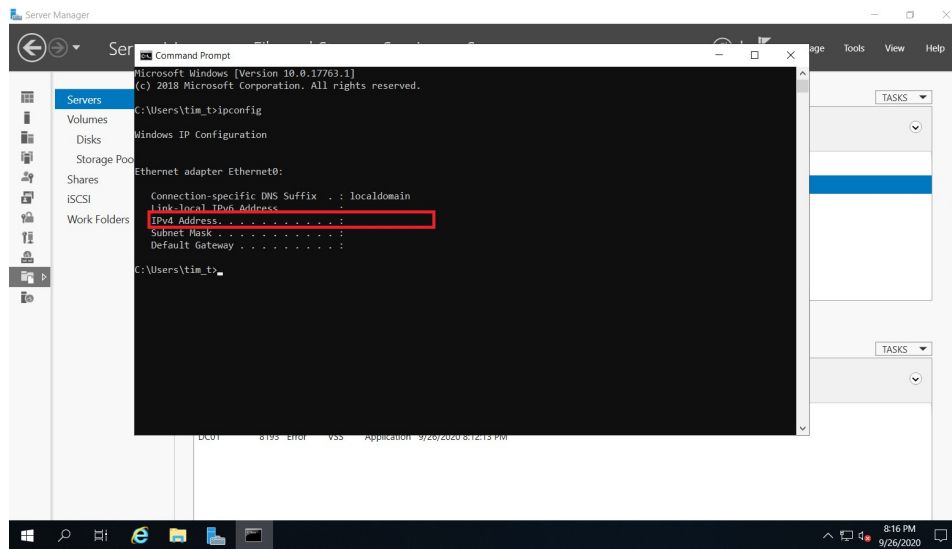 Server Manager
Ser
age Tools View Help
Command Prompt
Microsoft Windows [Version 10.0.17763.1]
(c) 2018 Microsoft Corporation. All rights reserved.
C:\Users\tim_t>ipconfig
Windows IP Configuration
Ethernet adapter Ethernet0:
Connection-specific DNS Suffix . : localdomain
Link-local IPv6 Address . . . . . :
IPv4 Address. . . . . . . . . . . :
Subnet Mask . . . . . . . . . . . :
Default Gateway . . . . . . . . . :
C:\Users\tim_t>
Servers
Volumes
Disks
Storage Poo
Shares
iSCSI
Work Folders
TASKS
TASKS
DC01 8193 Error VSS Application 9/26/2020 8:12:13 PM
8:16 PM
9/26/2020